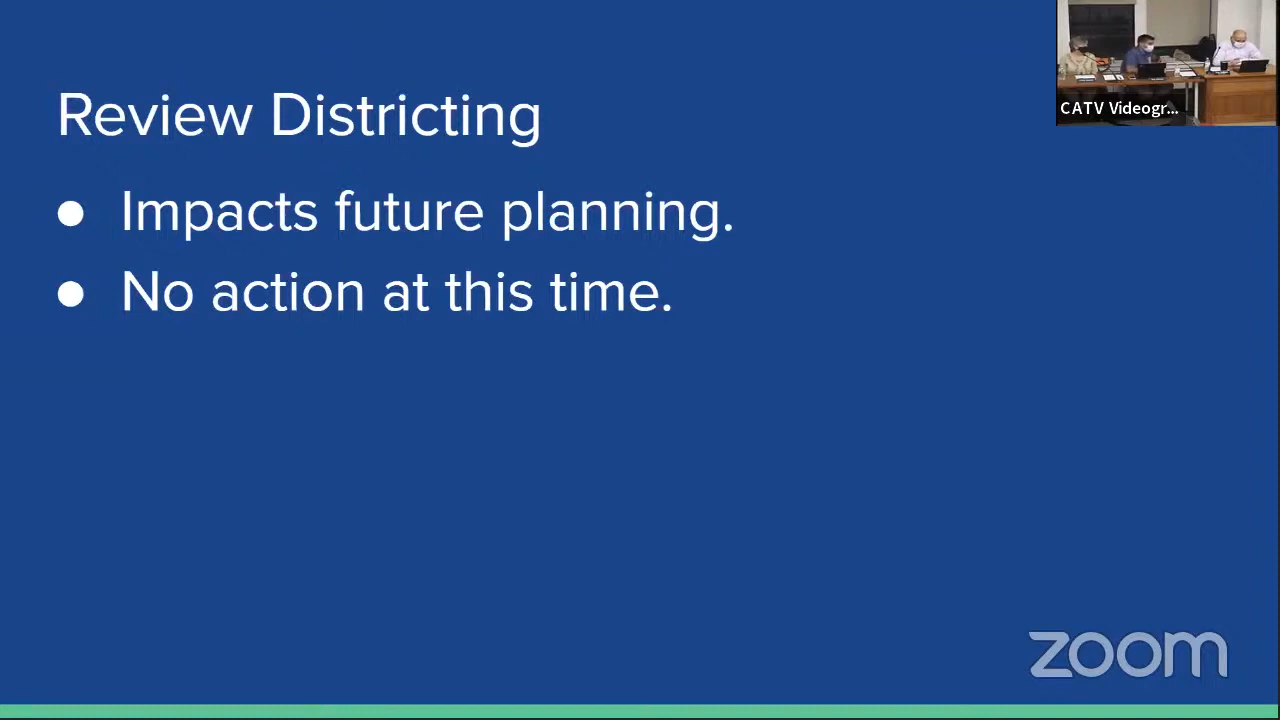 Review Districting
● Impacts future planning.
● No action at this time.
CATV Videogr...
zoom